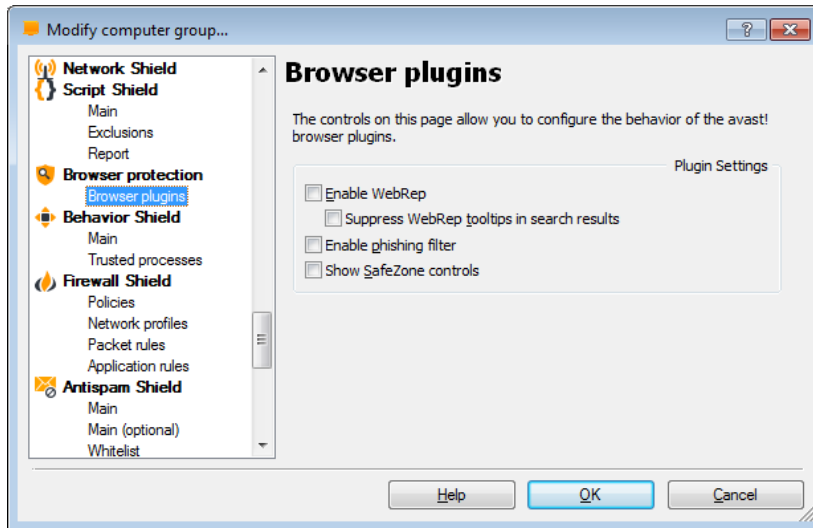 Modify computer group...
Network Shield
Script Shield
Main
Exclusions
Report
Browser protection
Browser plugins
Behavior Shield
Main
Trusted processes
Firewall Shield
Policies
Network profiles
Packet rules
Application rules
Antispam Shield
Main
Main (optional)
Whitelist
Browser plugins
The controls on this page allow you to configure the behavior of the avast!
browser plugins.
Plugin Settings
Enable WebRep
Suppress WebRep tooltips in search results
Enable phishing filter
Show SafeZone controls
Help
OK
Cancel